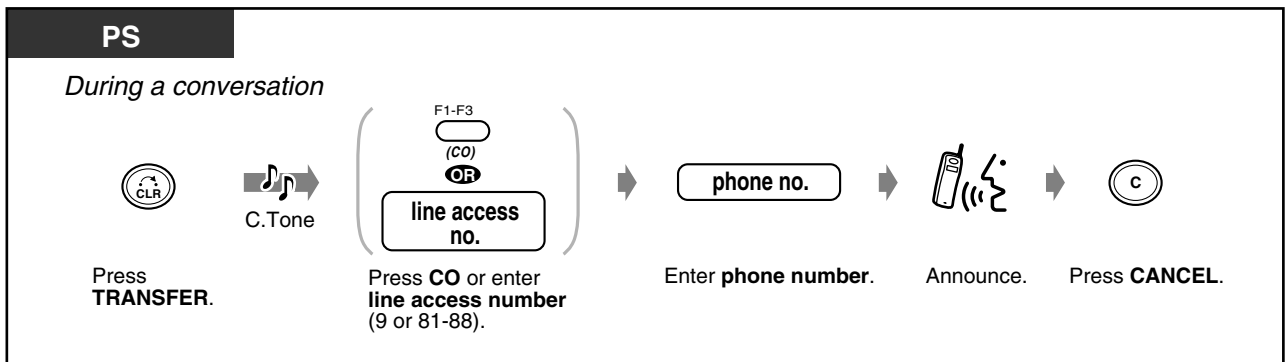 PS
During a conversation
CLR
C.Tone
F1-F3
(CO)
OR
line access
no.
phone no.
C
Press
TRANSFER.
Press CO or enter
line access number
(9 or 81-88).
Enter phone number.
Announce.
Press CANCEL.